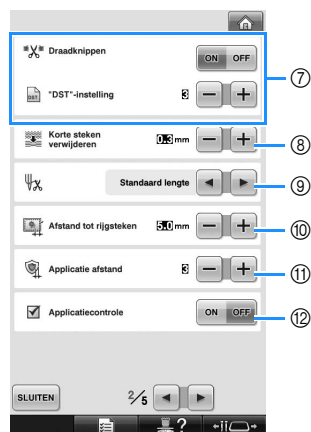 Draadknippen
ON OFF
DST
"DST"-instelling
3
⑦
Korte steken
verwijderen
0.3 mm
⑧
Standaard lengte
⑨
Afstand tot rijgsteken
5.0 mm
⑩
Applicatie afstand
⑪
Applicatiecontrole
ON OFF
⑫
SLUITEN
2/5
?